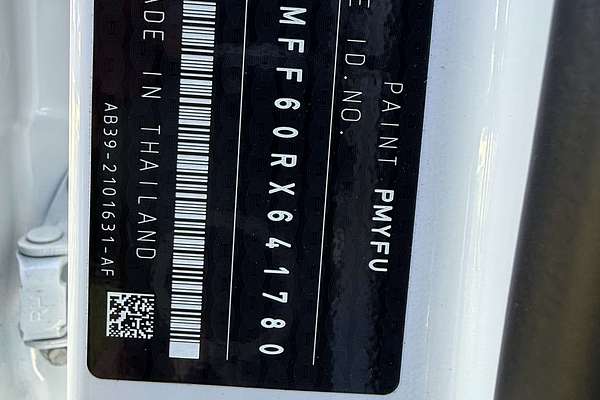 PAINT PMYFU
E ID.NO.
MFF60RX641780
ADE IN THAILAND
AB39-2101631-AF